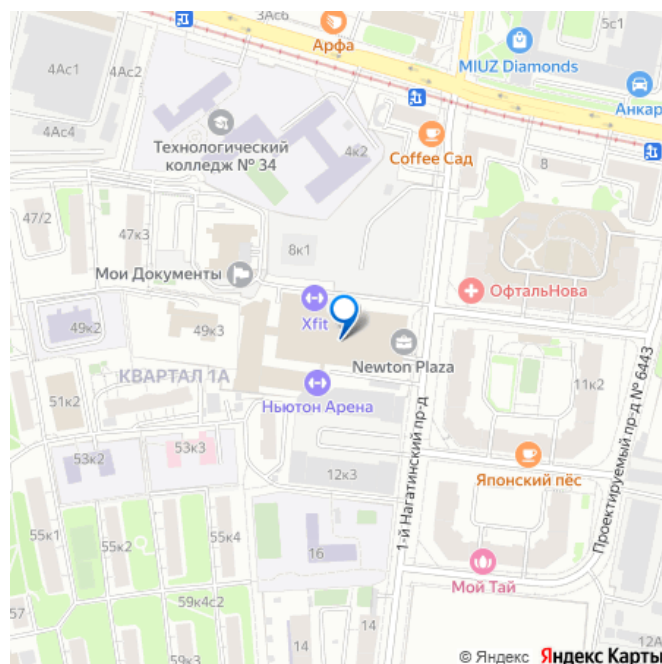 3Ас6
5с1
Арфа
MIUZ Diamonds
4Ас1
4Ас2
Анкар
4Ас4
Технологический
колледж № 34
4к2
Coffee Сад
8
47/2
47к3
8к1
Мои Документы
ОфтальНова
Xfit
49к2
49к3
Newton Plaza
КВАРТАЛ 1А
11к2
51к2
Ньютон Арена
1-й Нагатинский пр-д
Проектируемый пр-д № 6443
53к2
53к3
12к3
Японский пёс
55к1
55к2
55к4
16
Мой Тай
57
59к4с2
14
14
12А
© Яндекс Яндекс Карты